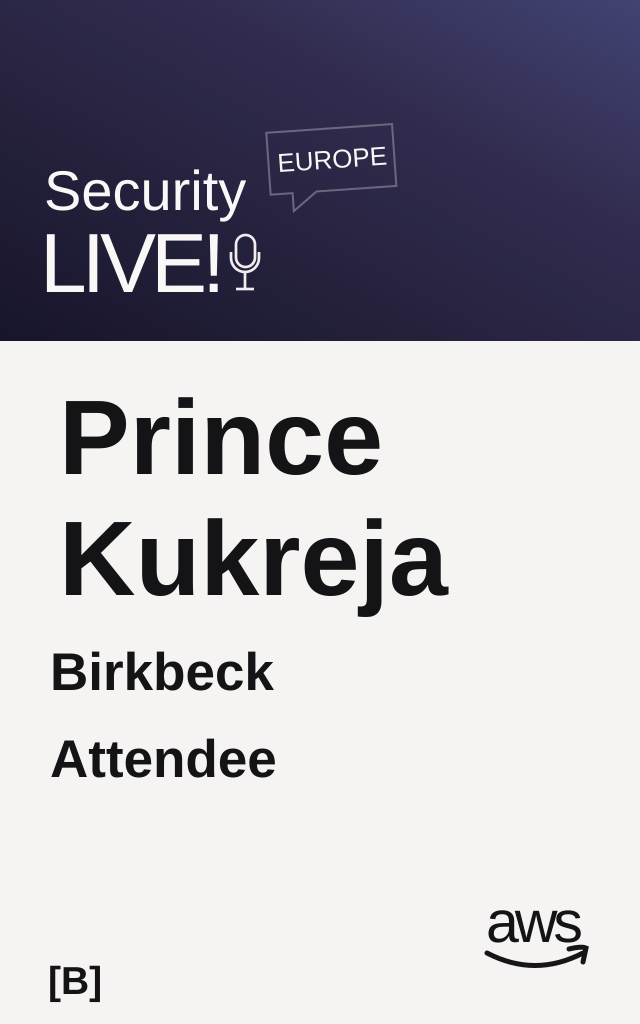 EUROPE
Security
LIVE!
Prince
Kukreja
Birkbeck
Attendee
aws
[B]